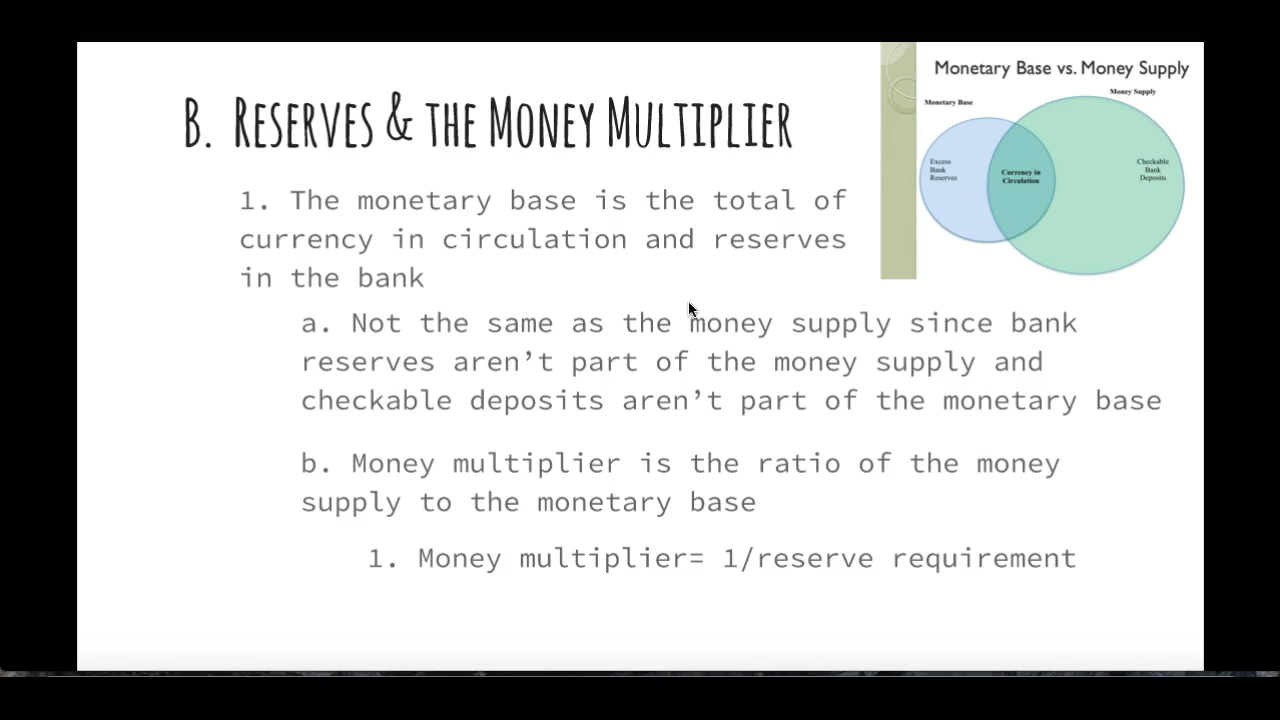 B. RESERVES & THE MONEY MULTIPLIER
1. The monetary base is the total of
currency in circulation and reserves
in the bank
a. Not the same as the money supply since bank
reserves aren’t part of the money supply and
checkable deposits aren’t part of the monetary base
b. Money multiplier is the ratio of the money
supply to the monetary base
1. Money multiplier= 1/reserve requirement
Monetary Base vs. Money Supply
Money Supply
Monetary Base
Excess
Bank
Reserves
Currency in
Circulation
Checkable
Bank
Deposits